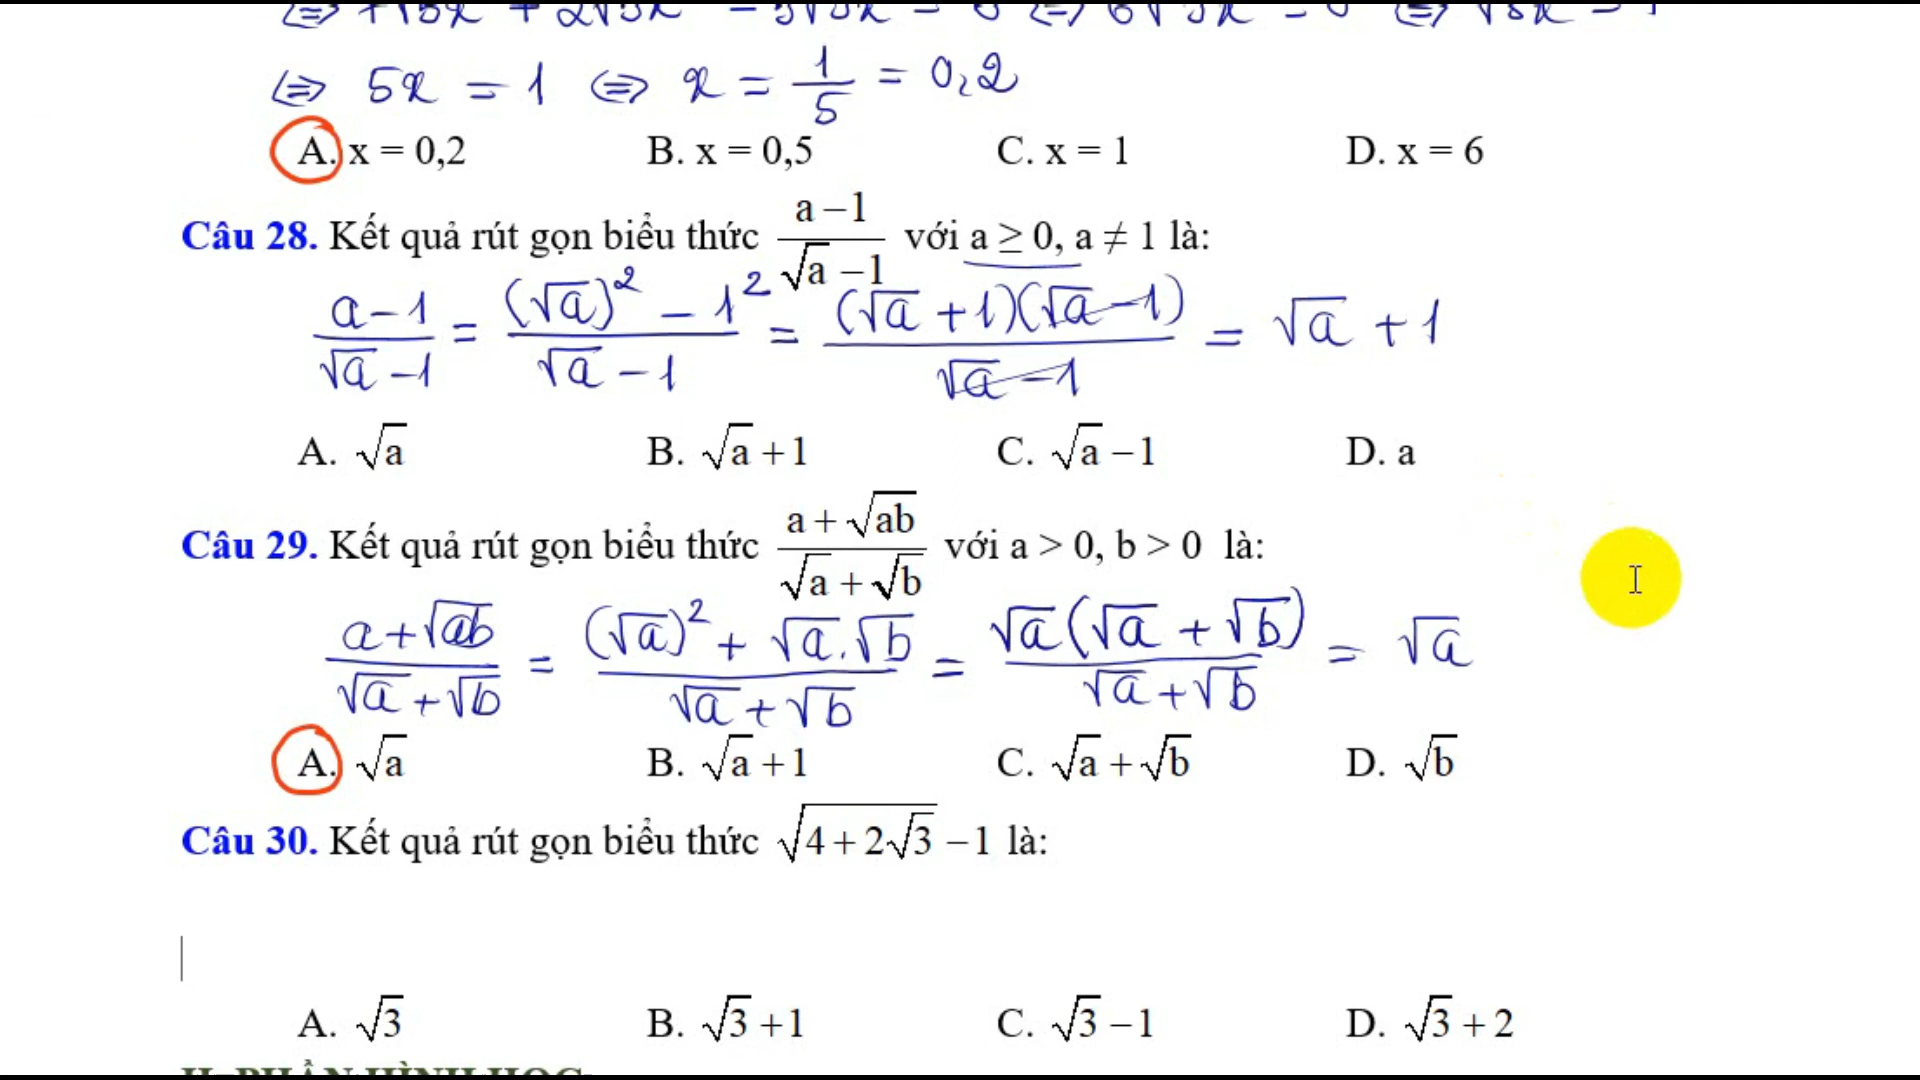 ⇔ 5x = 1 ⇔ x = 1/5 = 0,2
A. x = 0,2 B. x = 0,5 C. x = 1 D. x = 6
Câu 28. Kết quả rút gọn biểu thức (a – 1)/(√a – 1) với a ≥ 0, a ≠ 1 là:
(a – 1)/(√a – 1) = ((√a)² – 1²)/(√a – 1) = ((√a + 1)(√a – 1))/(√a – 1) = √a + 1
A. √a B. √a + 1 C. √a – 1 D. a
Câu 29. Kết quả rút gọn biểu thức (a + √ab)/(√a + √b) với a > 0, b > 0 là:
(a + √ab)/(√a + √b) = ((√a)² + √a.√b)/(√a + √b) = (√a(√a + √b))/(√a + √b) = √a
A. √a B. √a + 1 C. √a + √b D. √b
Câu 30. Kết quả rút gọn biểu thức √(4 + 2√3) – 1 là:
A. √3 B. √3 + 1 C. √3 – 1 D. √3 + 2